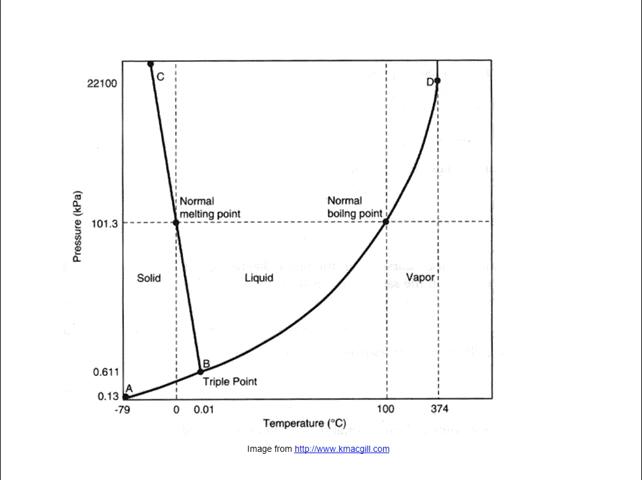 C
22100
D
Normal
melting point
Normal
boilng point
Pressure (kPa)
101.3
Solid
Liquid
Vapor
B
0.611
Triple Point
A
0.13
-79
0
0.01
100
374
Temperature (°C)
Image from http://www.kmacgill.com